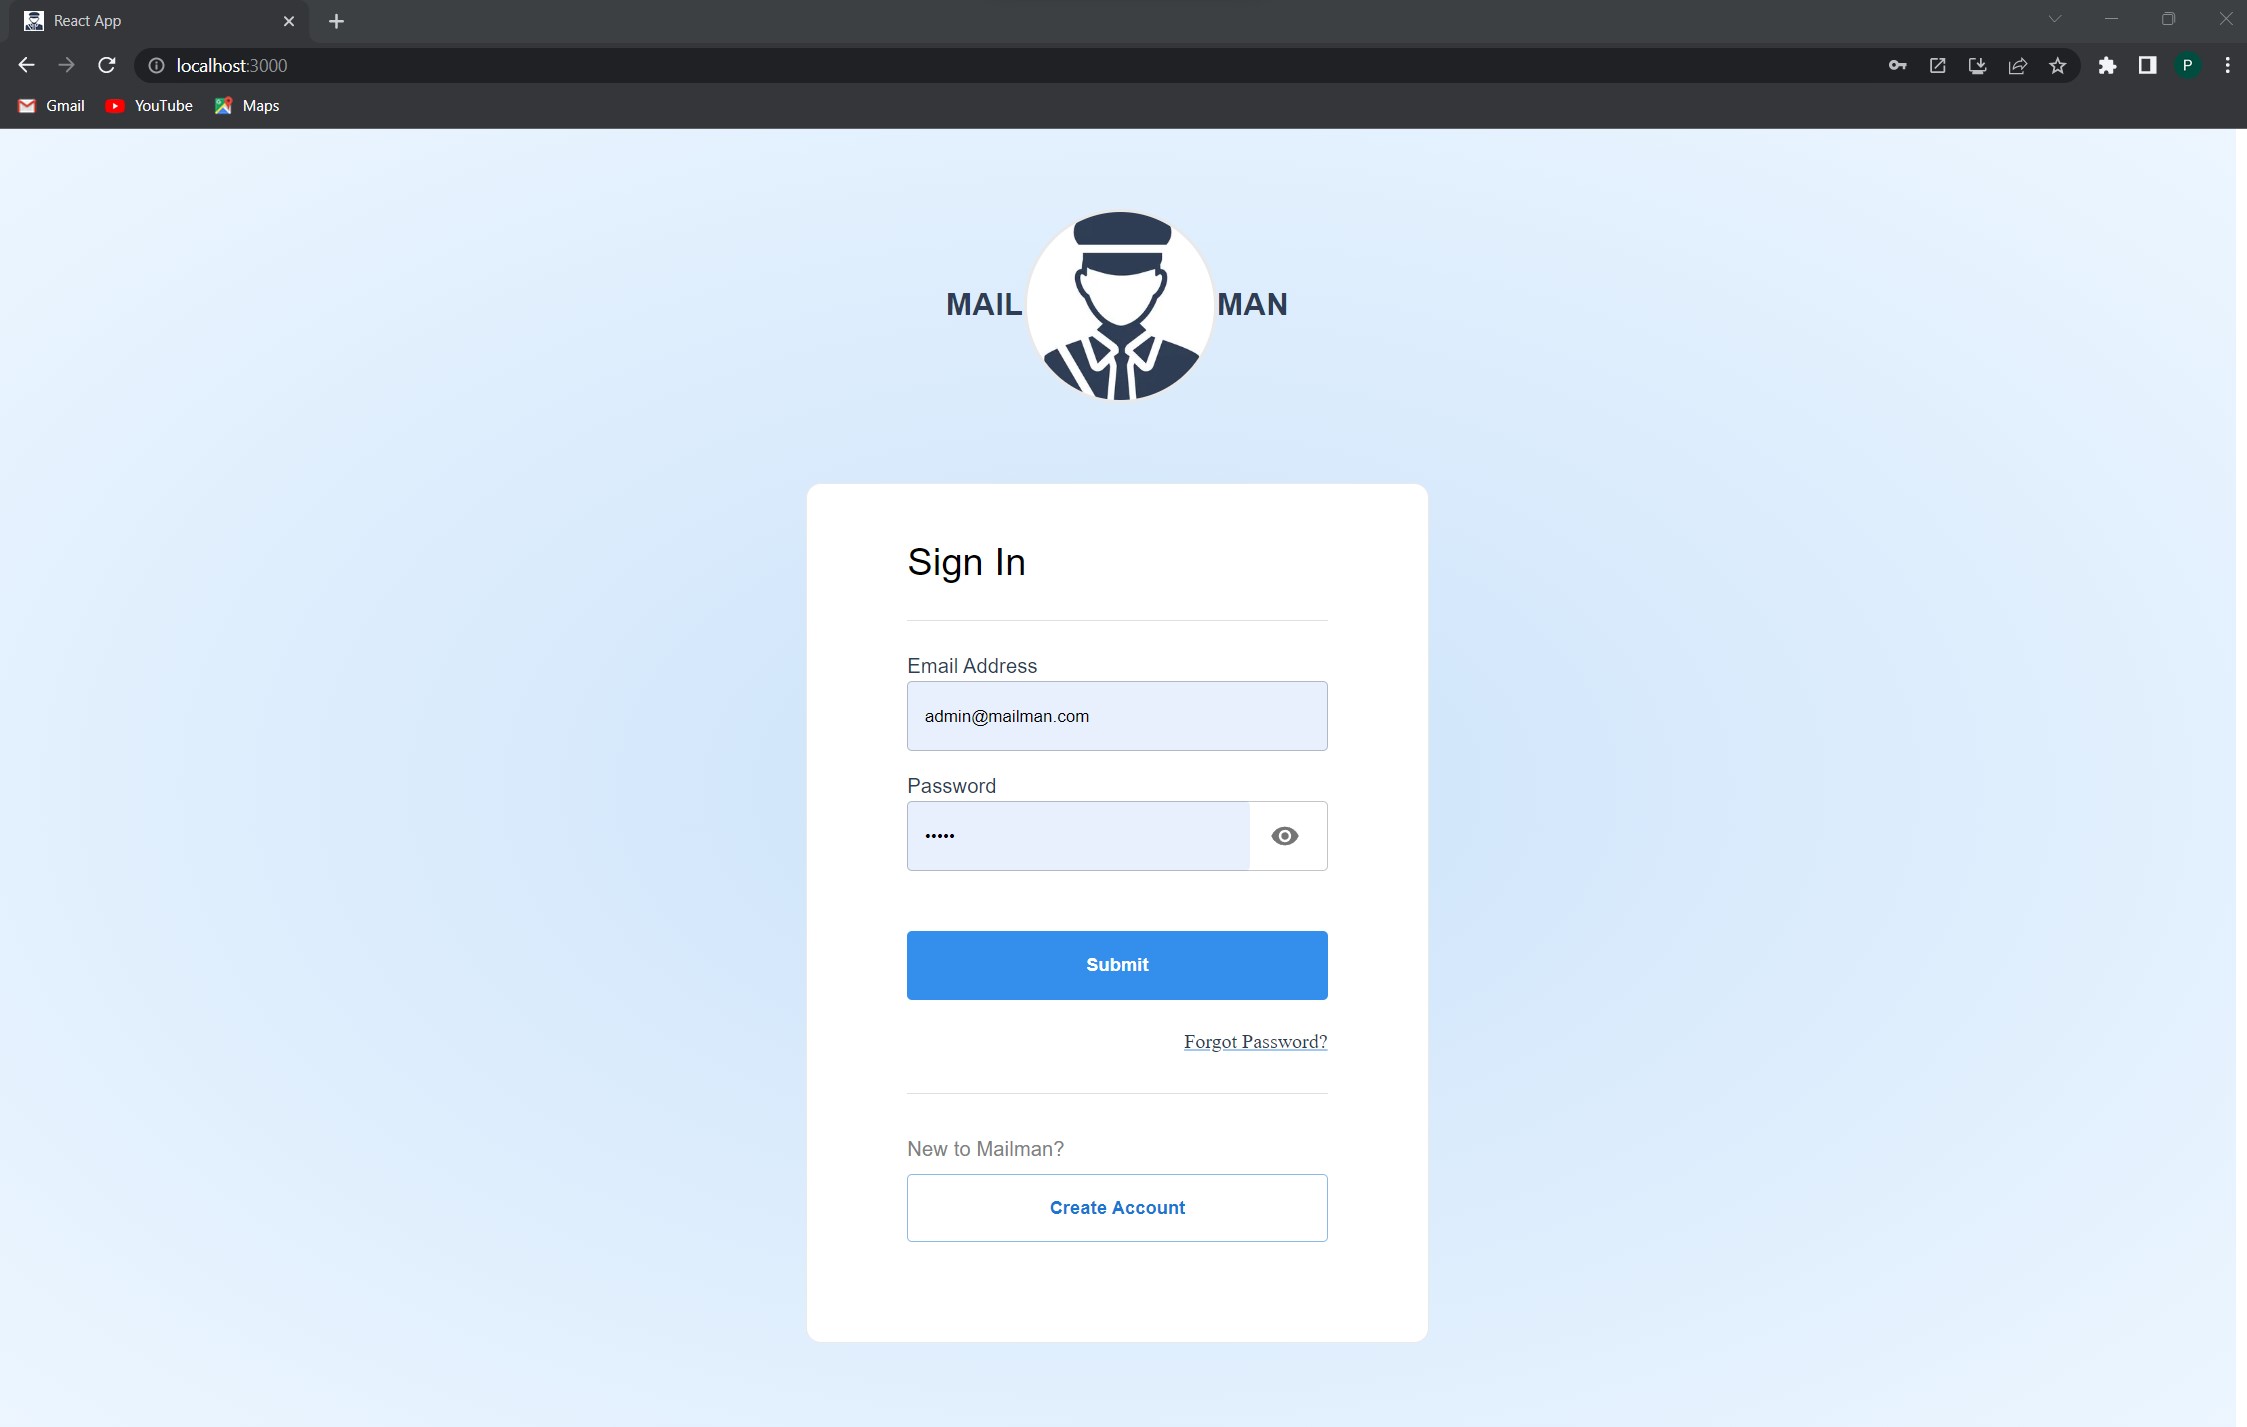 React App
localhost:3000
P
Gmail YouTube Maps
MAIL MAN
Sign In
Email Address
admin@mailman.com
Password
•••••
Submit
Forgot Password?
New to Mailman?
Create Account